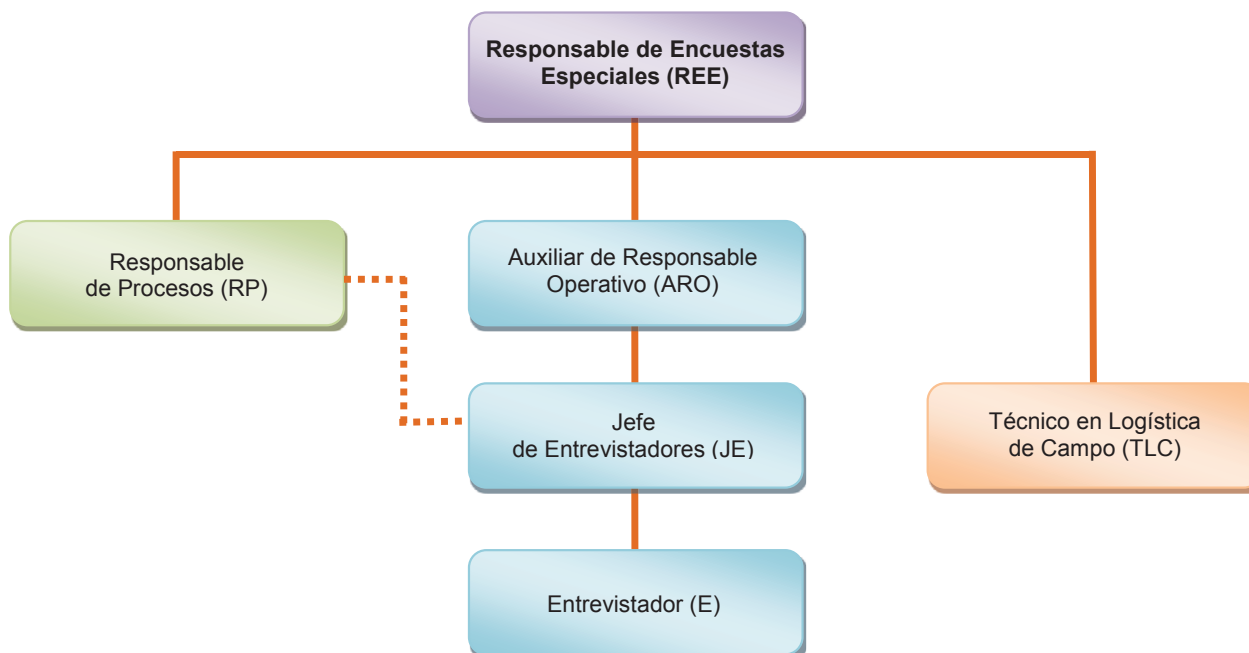 Responsable de Encuestas
Especiales (REE)
Responsable
de Procesos (RP)
Auxiliar de Responsable
Operativo (ARO)
Jefe
de Entrevistadores (JE)
Técnico en Logística
de Campo (TLC)
Entrevistador (E)